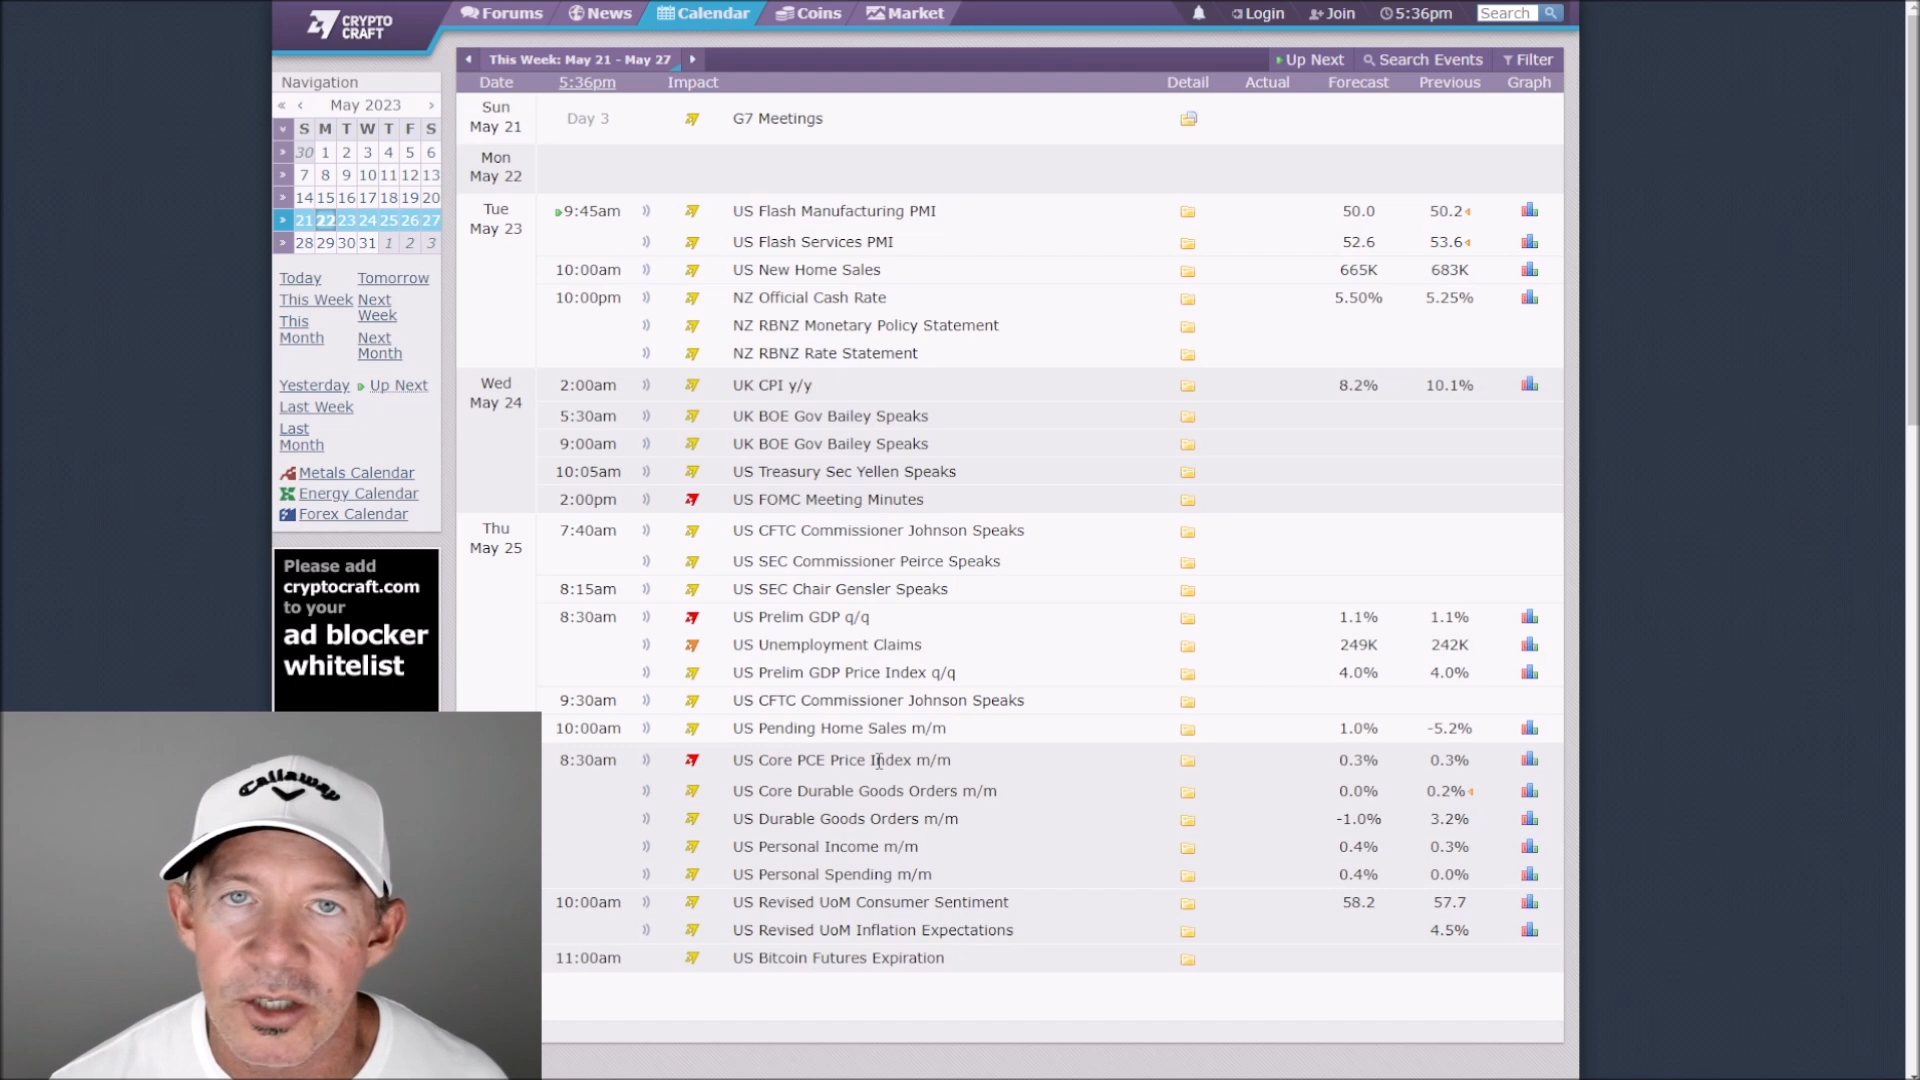 CRYPTO
CRAFT
Forums
News
Calendar
Coins
Market
Login
Join
5:36pm
Search
Navigation
« ‹ May 2023 ›
S M T W T F S
30 1 2 3 4 5 6
7 8 9 10 11 12 13
14 15 16 17 18 19 20
21 22 23 24 25 26 27
28 29 30 31 1 2 3
Today Tomorrow
This Week Next
Week
This
Month Next
Month
Yesterday Up Next
Last Week
Last
Month
Metals Calendar
Energy Calendar
Forex Calendar
Please add
cryptocraft.com
to your
ad blocker
whitelist
This Week: May 21 - May 27 Up Next Search Events Filter
Date 5:36pm Impact Detail Actual Forecast Previous Graph
Sun
May 21 Day 3 G7 Meetings
Mon
May 22
Tue
May 23 9:45am US Flash Manufacturing PMI 50.0 50.2
US Flash Services PMI 52.6 53.6
10:00am US New Home Sales 665K 683K
10:00pm NZ Official Cash Rate 5.50% 5.25%
NZ RBNZ Monetary Policy Statement
NZ RBNZ Rate Statement
Wed
May 24 2:00am UK CPI y/y 8.2% 10.1%
5:30am UK BOE Gov Bailey Speaks
9:00am UK BOE Gov Bailey Speaks
10:05am US Treasury Sec Yellen Speaks
2:00pm US FOMC Meeting Minutes
Thu
May 25 7:40am US CFTC Commissioner Johnson Speaks
US SEC Commissioner Peirce Speaks
8:15am US SEC Chair Gensler Speaks
8:30am US Prelim GDP q/q 1.1% 1.1%
US Unemployment Claims 249K 242K
US Prelim GDP Price Index q/q 4.0% 4.0%
9:30am US CFTC Commissioner Johnson Speaks
10:00am US Pending Home Sales m/m 1.0% -5.2%
8:30am US Core PCE Price Index m/m 0.3% 0.3%
US Core Durable Goods Orders m/m 0.0% 0.2%
US Durable Goods Orders m/m -1.0% 3.2%
US Personal Income m/m 0.4% 0.3%
US Personal Spending m/m 0.4% 0.0%
10:00am US Revised UoM Consumer Sentiment 58.2 57.7
US Revised UoM Inflation Expectations 4.5%
11:00am US Bitcoin Futures Expiration
Callaway